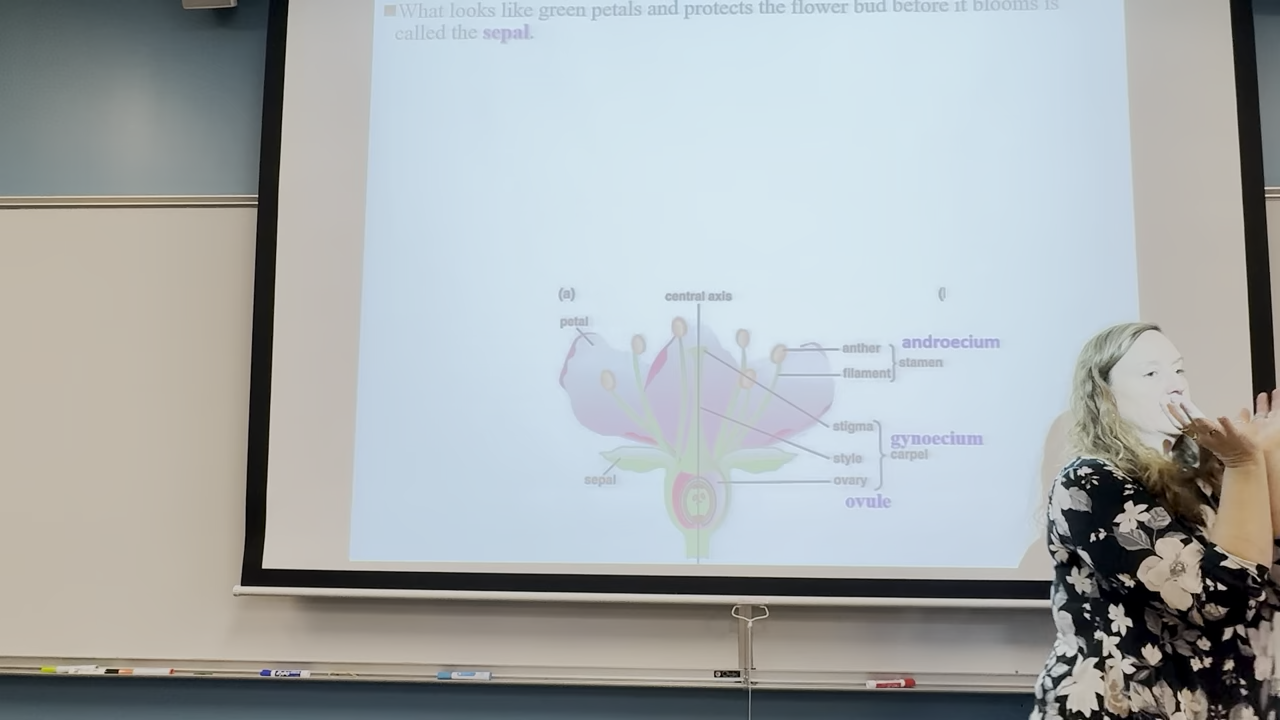 What looks like green petals and protects the flower bud before it blooms is
called the sepal.
(a)
central axis
(
petal
anther
androecium
stamen
filament
stigma
gynoecium
carpel
style
sepal
ovary
ovule